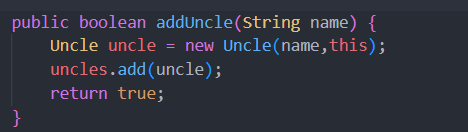 public boolean addUncle(String name) {
    Uncle uncle = new Uncle(name,this);
    uncles.add(uncle);
    return true;
}